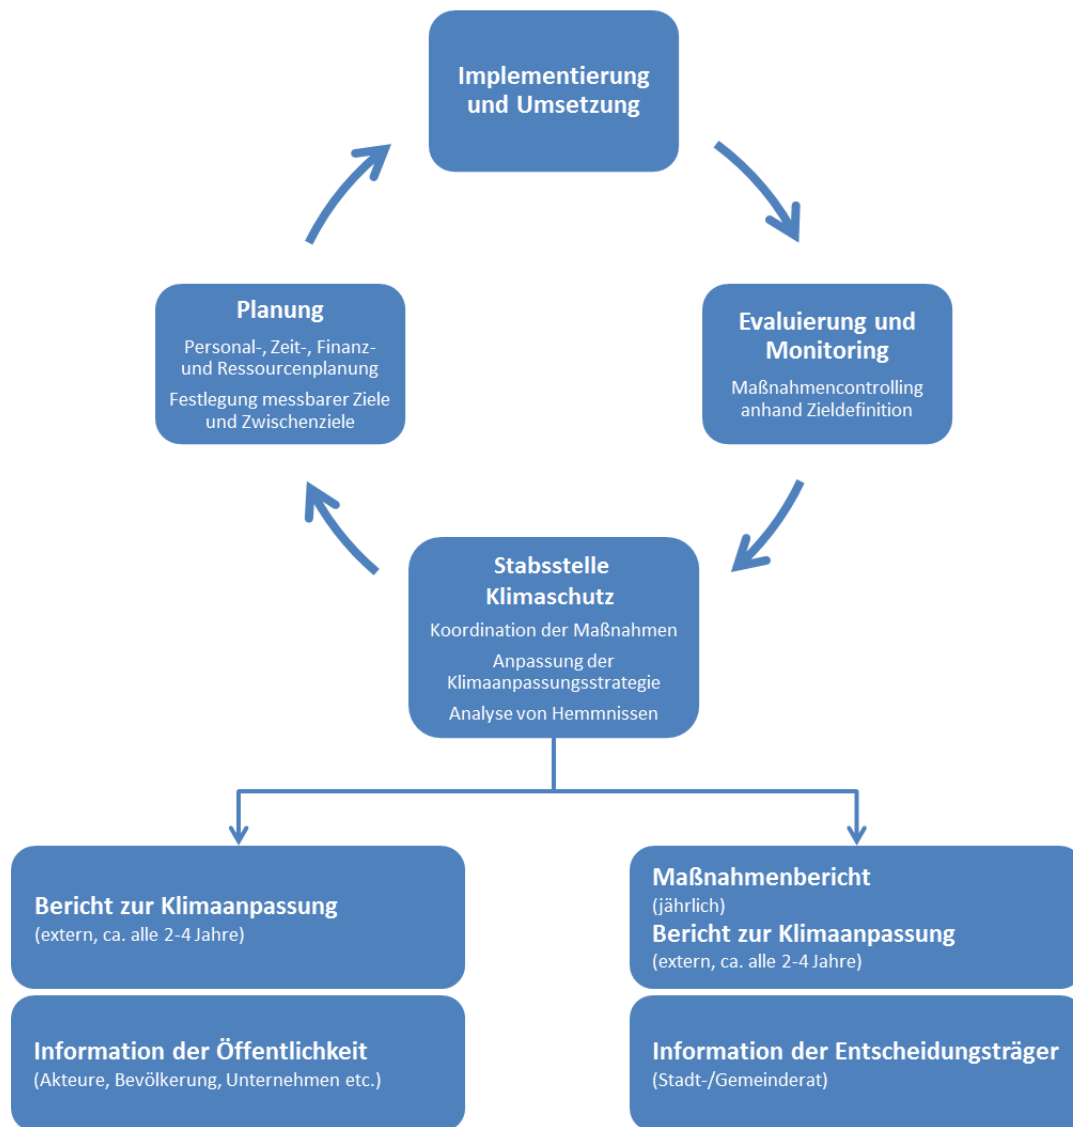 Implementierung
und Umsetzung
Planung
Personal-, Zeit-, Finanz-
und Ressourcenplanung
Festlegung messbarer Ziele
und Zwischenziele
Evaluierung und
Monitoring
Maßnahmencontrolling
anhand Zieldefinition
Stabsstelle
Klimaschutz
Koordination der Maßnahmen
Anpassung der
Klimaanpassungsstrategie
Analyse von Hemmnissen
Bericht zur Klimaanpassung
(extern, ca. alle 2-4 Jahre)
Information der Öffentlichkeit
(Akteure, Bevölkerung, Unternehmen etc.)
Maßnahmenbericht
(jährlich)
Bericht zur Klimaanpassung
(extern, ca. alle 2-4 Jahre)
Information der Entscheidungsträger
(Stadt-/Gemeinderat)